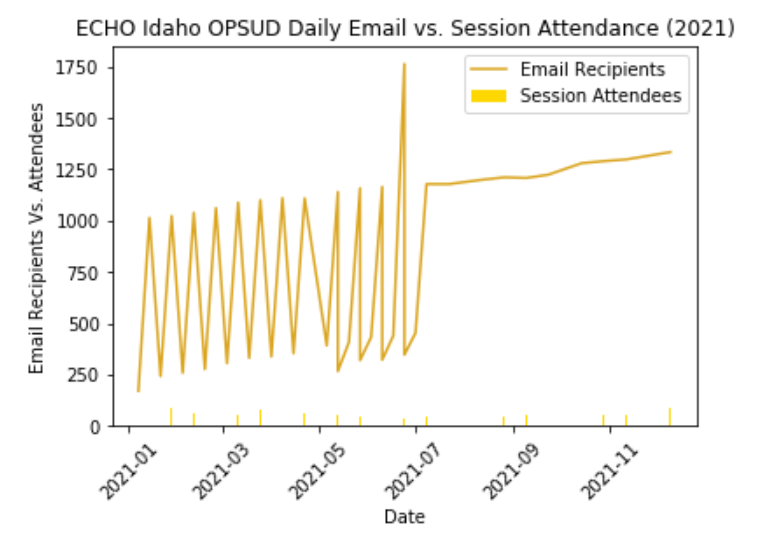 ECHO Idaho OPSUD Daily Email vs. Session Attendance (2021)
Email Recipients
Session Attendees
Email Recipients Vs. Attendees
1750
1500
1250
1000
750
500
250
0
2021-01
2021-03
2021-05
2021-07
2021-09
2021-11
Date